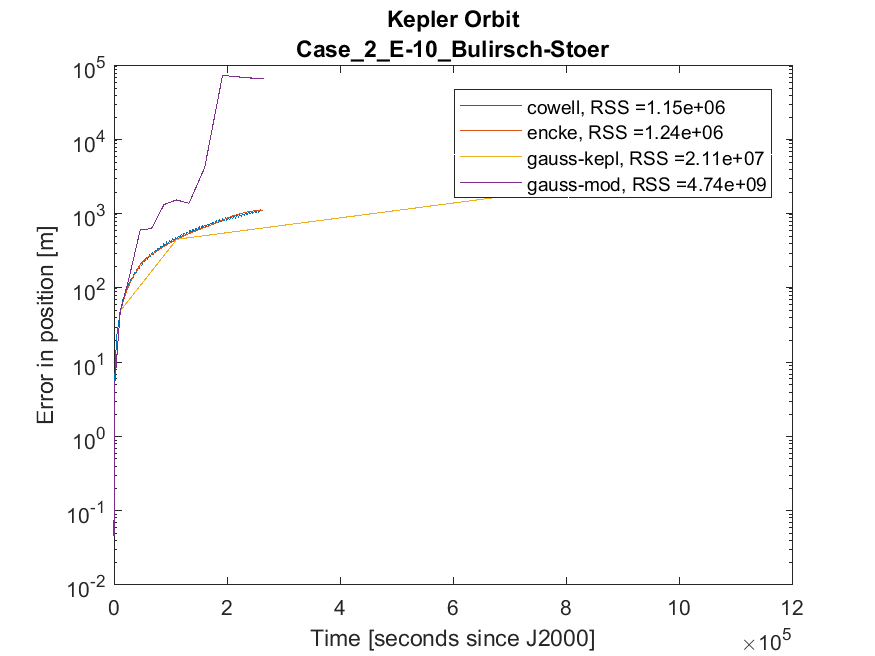 Kepler Orbit
Case_2_E-10_Bulirsch-Stoer
10^5
10^4
10^3
10^2
10^1
10^0
10^-1
10^-2
Error in position [m]
cowell, RSS =1.15e+06
encke, RSS =1.24e+06
gauss-kepl, RSS =2.11e+07
gauss-mod, RSS =4.74e+09
0 2 4 6 8 10 12
Time [seconds since J2000]
×10^5